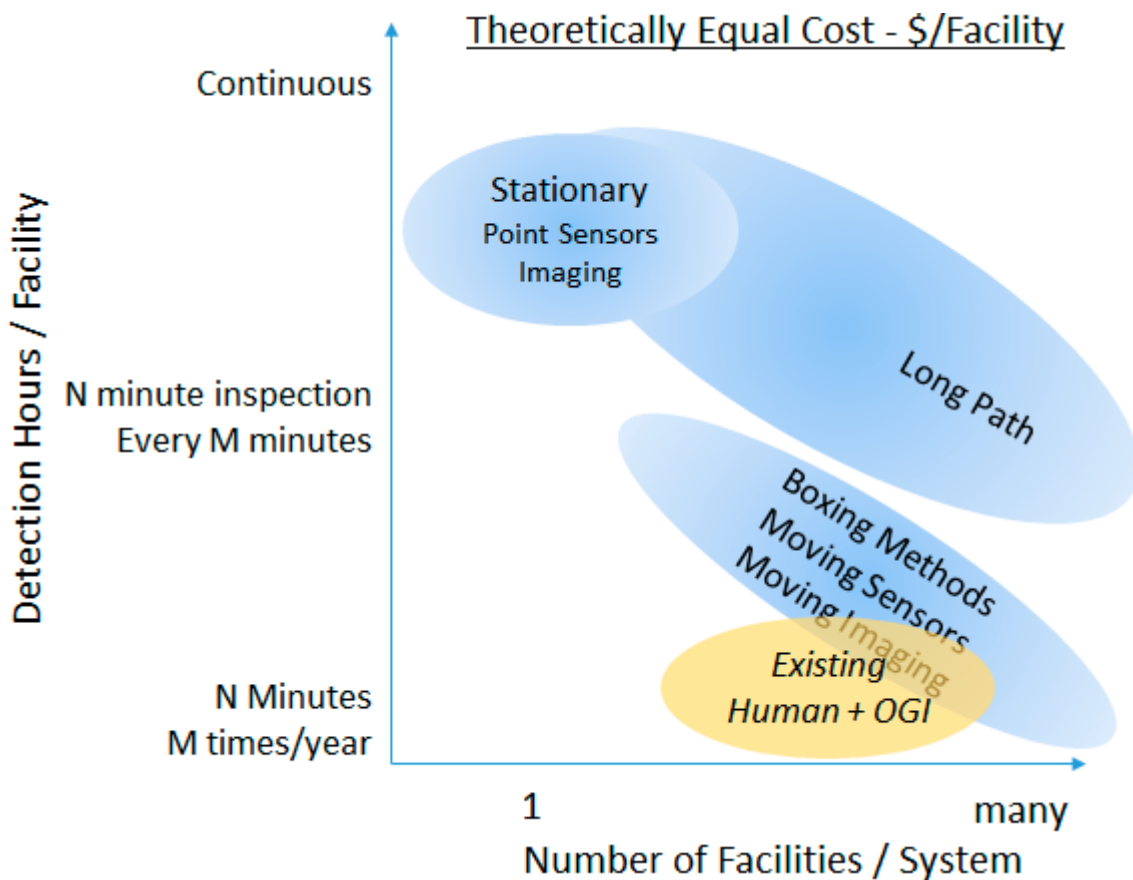 Theoretically Equal Cost - $/Facility
Continuous
Stationary
Point Sensors
Imaging
Detection Hours / Facility
Long Path
N minute inspection
Every M minutes
Boxing Methods
Moving Sensors
Moving Imaging
Existing
Human + OGI
N Minutes
M times/year
1
many
Number of Facilities / System